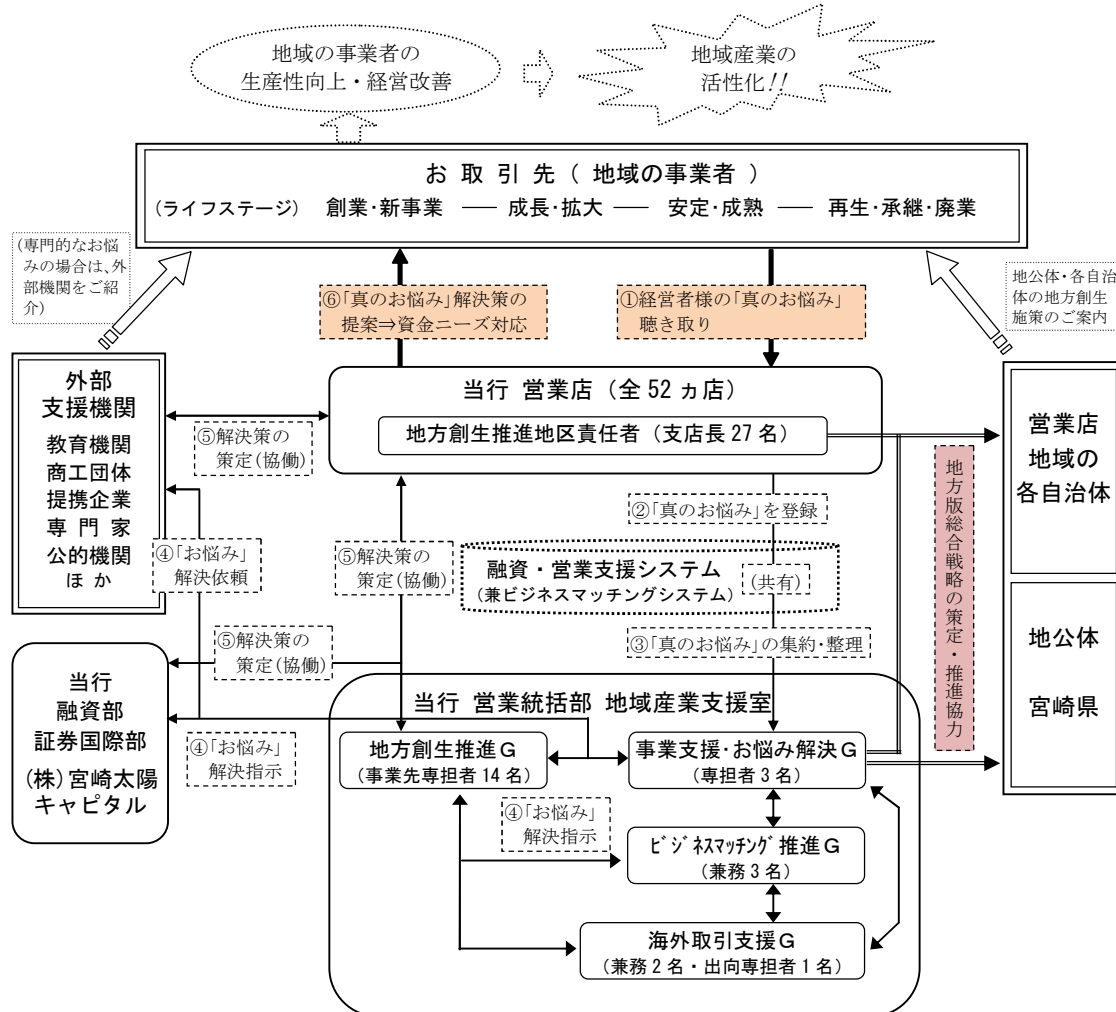 地域の事業者の
生産性向上・経営改善
地域産業の
活性化!!
お 取 引 先 （ 地域の事業者 ）
(ライフステージ) 創業・新事業 ― 成長・拡大 ― 安定・成熟 ― 再生・承継・廃業
(専門的なお悩
みの場合は、外
部機関をご紹
介)
地公体・各自治
体の地方創生
施策のご案内
⑥「真のお悩み」解決策の
提案⇒資金ニーズ対応
①経営者様の「真のお悩み」
聴き取り
外部
支援機関
教育機関
商工団体
提携企業
専 門 家
公的機関
ほ か
当行 営業店（全 52 ヵ店）
地方創生推進地区責任者（支店長 27 名）
営業店
地域の
各自治体
地公体
宮崎県
⑤解決策の
策定(協働)
②「真のお悩み」を登録
④「お悩み」
解決依頼
⑤解決策の
策定(協働)
融資・営業支援システム
(兼ビジネスマッチングシステム)
(共有)
地方版総合戦略の策定・推進協力
⑤解決策の
策定(協働)
③「真のお悩み」の集約・整理
当行
融資部
証券国際部
(株)宮崎太陽
キャピタル
④「お悩み」
解決指示
当行 営業統括部 地域産業支援室
地方創生推進Ｇ
(事業先専担者 14 名)
事業支援・お悩み解決Ｇ
(専担者 3 名)
④「お悩み」
解決指示
ﾋﾞｼﾞﾈｽﾏｯﾁﾝｸﾞ推進Ｇ
(兼務 3 名)
海外取引支援Ｇ
(兼務 2 名・出向専担者 1 名)